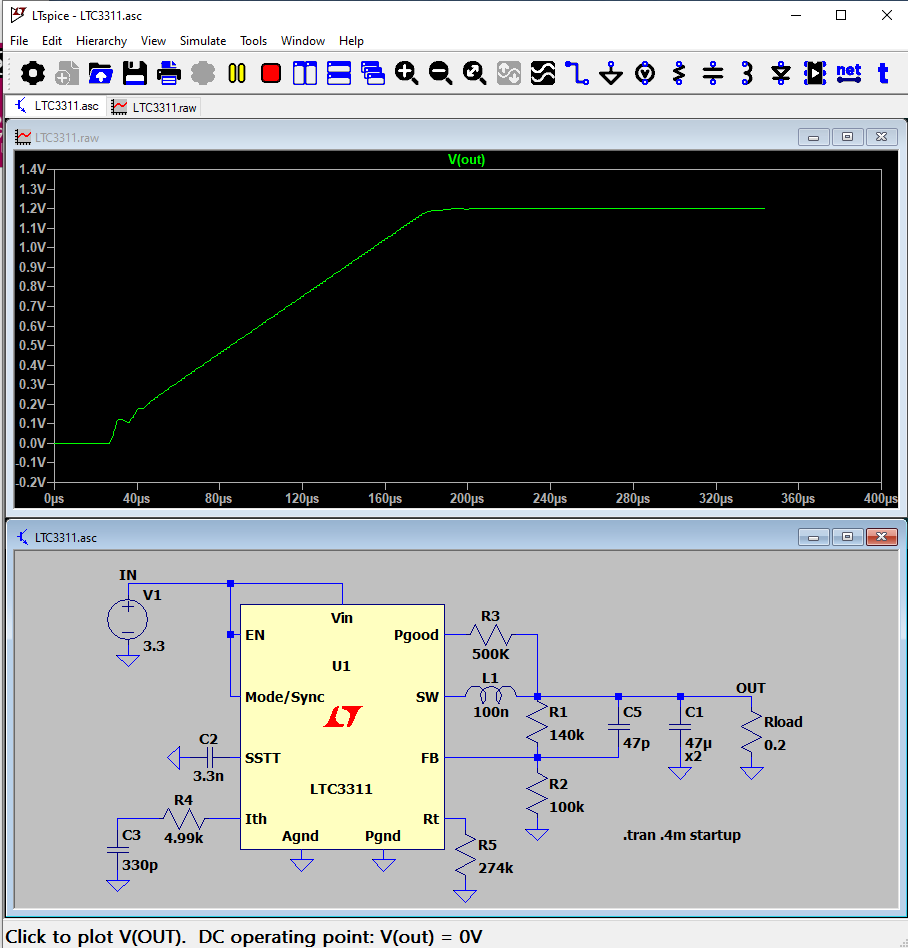 LTspice - LTC3311.asc
File Edit Hierarchy View Simulate Tools Window Help
net t
LTC3311.asc LTC3311.raw
LTC3311.raw
V(out)
1.4V
1.3V
1.2V
1.1V
1.0V
0.9V
0.8V
0.7V
0.6V
0.5V
0.4V
0.3V
0.2V
0.1V
0.0V
-0.1V
-0.2V
0µs 40µs 80µs 120µs 160µs 200µs 240µs 280µs 320µs 360µs 400µs
LTC3311.asc
IN
V1
3.3
Vin
EN
Pgood
R3
500K
U1
Mode/Sync
SW
L1
100n
OUT
R1
140k
C5
47p
C1
47µ
x2
Rload
0.2
C2
3.3n
SSTT
FB
LTC3311
R2
100k
R4
4.99k
Ith
Rt
Agnd
Pgnd
C3
330p
R5
274k
.tran .4m startup
Click to plot V(OUT). DC operating point: V(out) = 0V